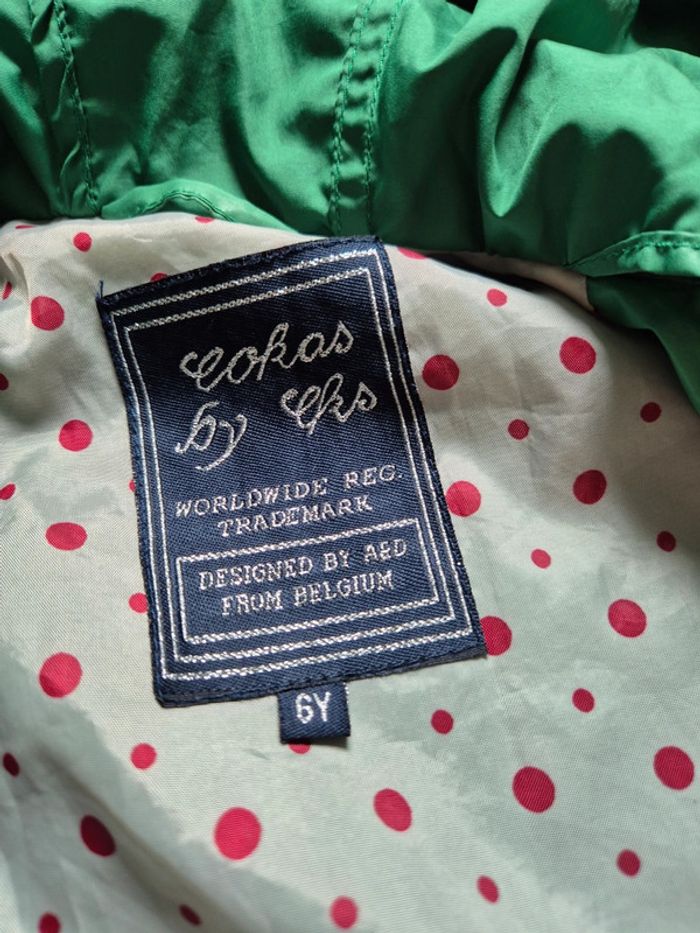 Cokas
by Cks
WORLDWIDE REG.
TRADEMARK
DESIGNED BY A&D
FROM BELGIUM
6Y